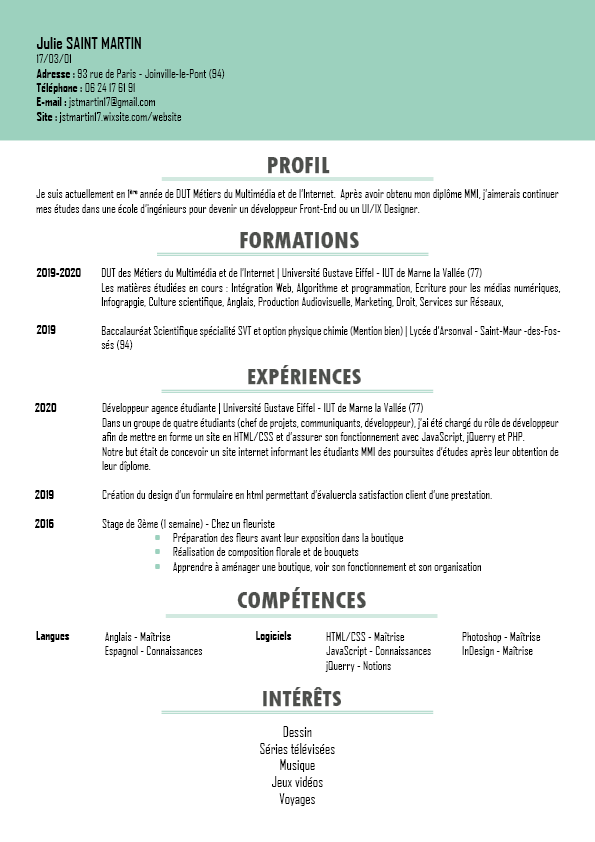 Julie SAINT MARTIN
17/03/01
Adresse : 93 rue de Paris - Joinville-le-Pont (94)
Téléphone : 06 24 17 61 91
E-mail : jstmartin17@gmail.com
Site : jstmartin17.wixsite.com/website
PROFIL
Je suis actuellement en 1ère année de DUT Métiers du Multimédia et de l'Internet. Après avoir obtenu mon diplôme MMI, j'aimerais continuer
mes études dans une école d'ingénieurs pour devenir un développeur Front-End ou un UI/IX Designer.
FORMATIONS
2019-2020 DUT des Métiers du Multimédia et de l'Internet | Université Gustave Eiffel - IUT de Marne la Vallée (77)
Les matières étudiées en cours : Intégration Web, Algorithme et programmation, Ecriture pour les médias numériques,
Infograpgie, Culture scientifique, Anglais, Production Audiovisuelle, Marketing, Droit, Services sur Réseaux,
2019 Baccalauréat Scientifique spécialité SVT et option physique chimie (Mention bien) | Lycée d'Arsonval - Saint-Maur -des-Fos-
sés (94)
EXPÉRIENCES
2020 Développeur agence étudiante | Université Gustave Eiffel - IUT de Marne la Vallée (77)
Dans un groupe de quatre étudiants (chef de projets, communiquants, développeur), j'ai été chargé du rôle de développeur
afin de mettre en forme un site en HTML/CSS et d'assurer son fonctionnement avec JavaScript, jQuerry et PHP.
Notre but était de concevoir un site internet informant les étudiants MMI des poursuites d'études après leur obtention de
leur diplome.
2019 Création du design d'un formulaire en html permettant d'évaluercla satisfaction client d'une prestation.
2016 Stage de 3ème (1 semaine) - Chez un fleuriste
Préparation des fleurs avant leur exposition dans la boutique
Réalisation de composition florale et de bouquets
Apprendre à aménager une boutique, voir son fonctionnement et son organisation
COMPÉTENCES
Langues Anglais - Maîtrise Logiciels HTML/CSS - Maîtrise Photoshop - Maîtrise
Espagnol - Connaissances JavaScript - Connaissances InDesign - Maîtrise
jQuerry - Notions
INTÉRÊTS
Dessin
Séries télévisées
Musique
Jeux vidéos
Voyages